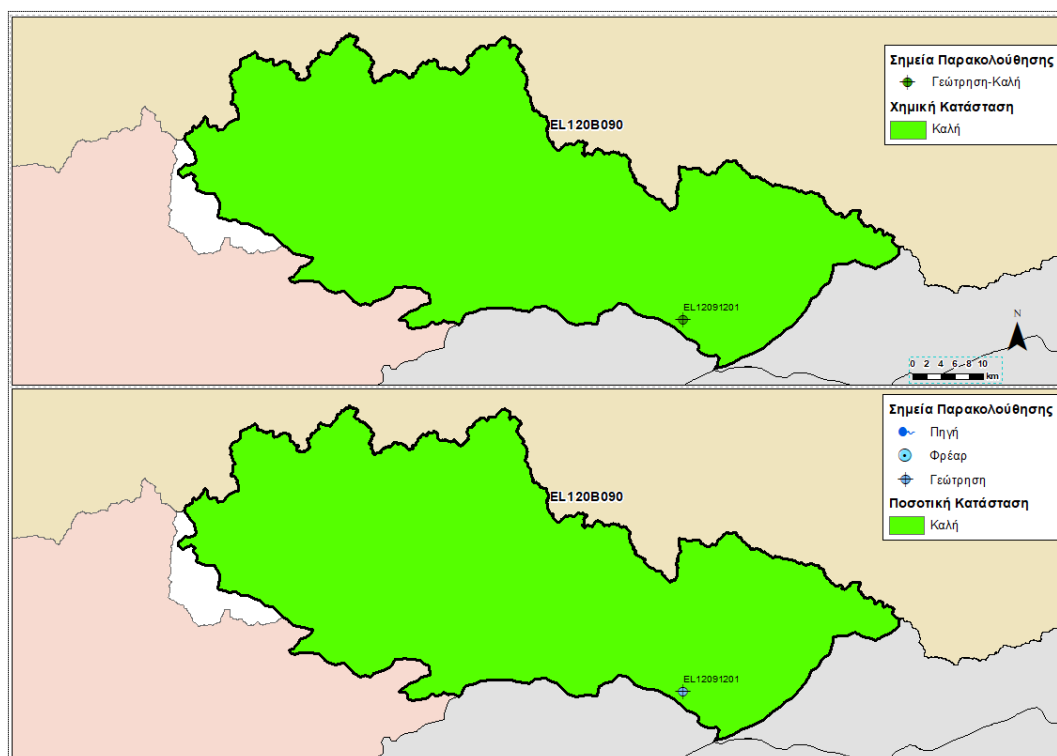 Σημεία Παρακολούθησης
Γεώτρηση-Καλή
Χημική Κατάσταση
Καλή
EL120B090
EL12091201
N
0 2 4 6 8 10
km
Σημεία Παρακολούθησης
Πηγή
Φρέαρ
Γεώτρηση
Ποσοτική Κατάσταση
Καλή
EL120B090
EL12091201